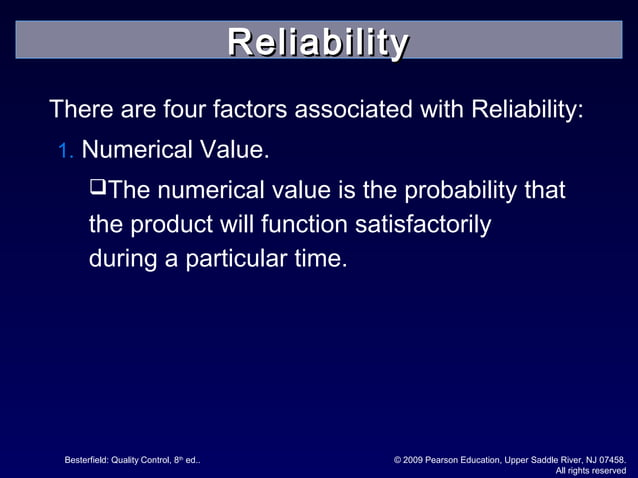 Reliability
There are four factors associated with Reliability:
1. Numerical Value.
❑The numerical value is the probability that
the product will function satisfactorily
during a particular time.
Besterfield: Quality Control, 8th ed..
© 2009 Pearson Education, Upper Saddle River, NJ 07458.
All rights reserved